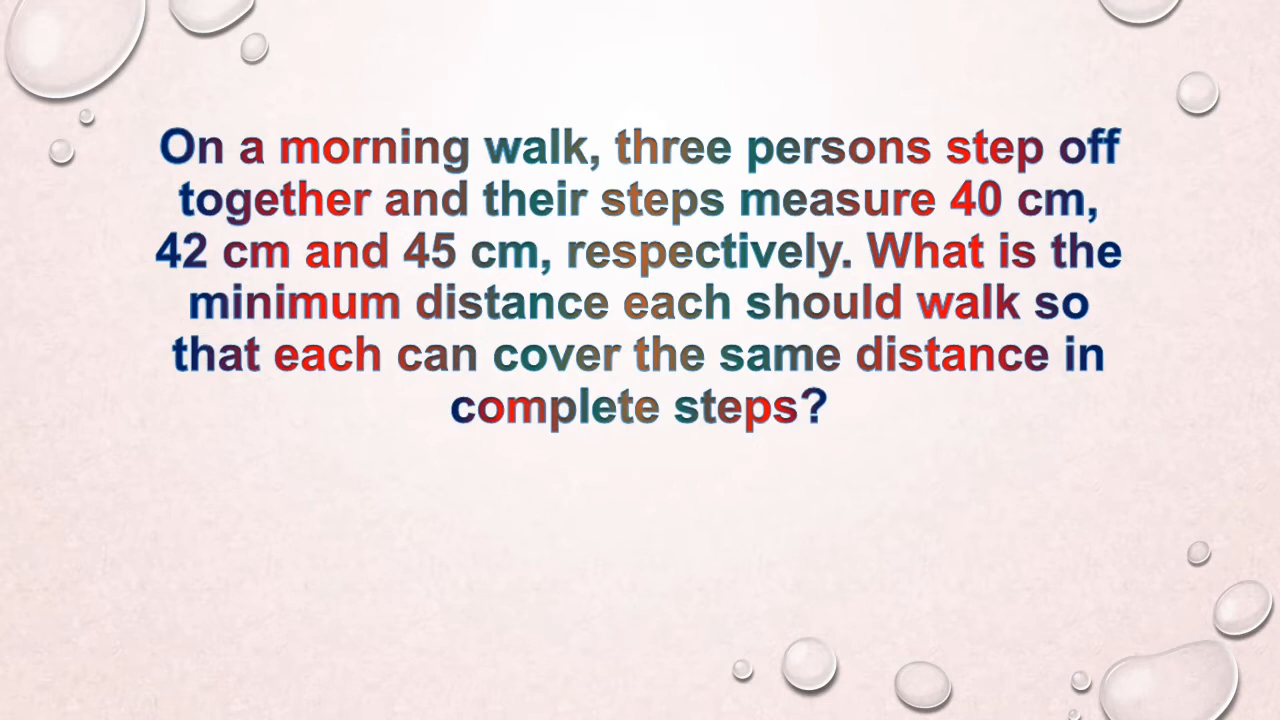 On a morning walk, three persons step off
together and their steps measure 40 cm,
42 cm and 45 cm, respectively. What is the
minimum distance each should walk so
that each can cover the same distance in
complete steps?